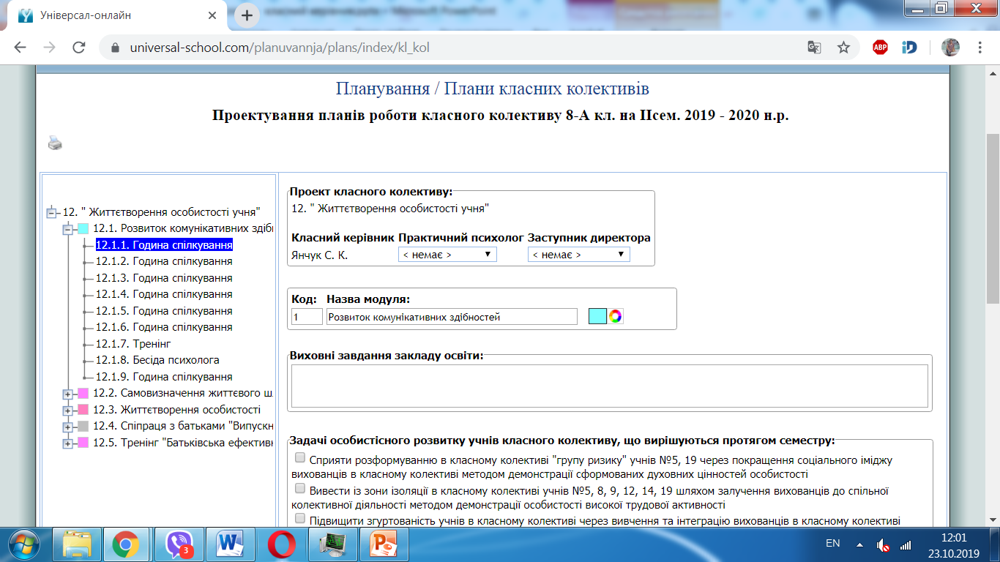 Універсал-онлайн
universal-school.com/planuvannja/plans/index/kl_kol
ABP
Планування / Плани класних колективів
Проектування планів роботи класного колективу 8-А кл. на ІІсем. 2019 - 2020 н.р.
12. " Життєтворення особистості учня"
12.1. Розвиток комунікативних здіб
12.1.1. Година спілкування
12.1.2. Година спілкування
12.1.3. Година спілкування
12.1.4. Година спілкування
12.1.5. Година спілкування
12.1.6. Година спілкування
12.1.7. Тренінг
12.1.8. Бесіда психолога
12.1.9. Година спілкування
12.2. Самовизначення життєвого ш
12.3. Життєтворення особистості
12.4. Спіпраця з батьками "Випускн
12.5. Тренінг "Батьківська ефектив
Проект класного колективу:
12. " Життєтворення особистості учня"
Класний керівник Практичний психолог Заступник директора
Янчук С. К. < немає > < немає >
Код: Назва модуля:
1 Розвиток комунікативних здібностей
Виховні завдання закладу освіти:
Задачі особистісного розвитку учнів класного колективу, що вирішуються протягом семестру:
Сприяти розформуванню в класному колективі "групу ризику" учнів №5, 19 через покращення соціального іміджу
вихованців в класному колективі методом демонстрації сформованих духовних цінностей особистості
Вивести із зони ізоляції в класному колективі учнів №5, 8, 9, 12, 14, 19 шляхом залучення вихованців до спільної
колективної діяльності методом демонстрації особистості високої трудової активності
Підвищити згуртованість учнів в класному колективі через вивчення та інтеграцію вихованців в класному колективі
3
EN
12:01
23.10.2019